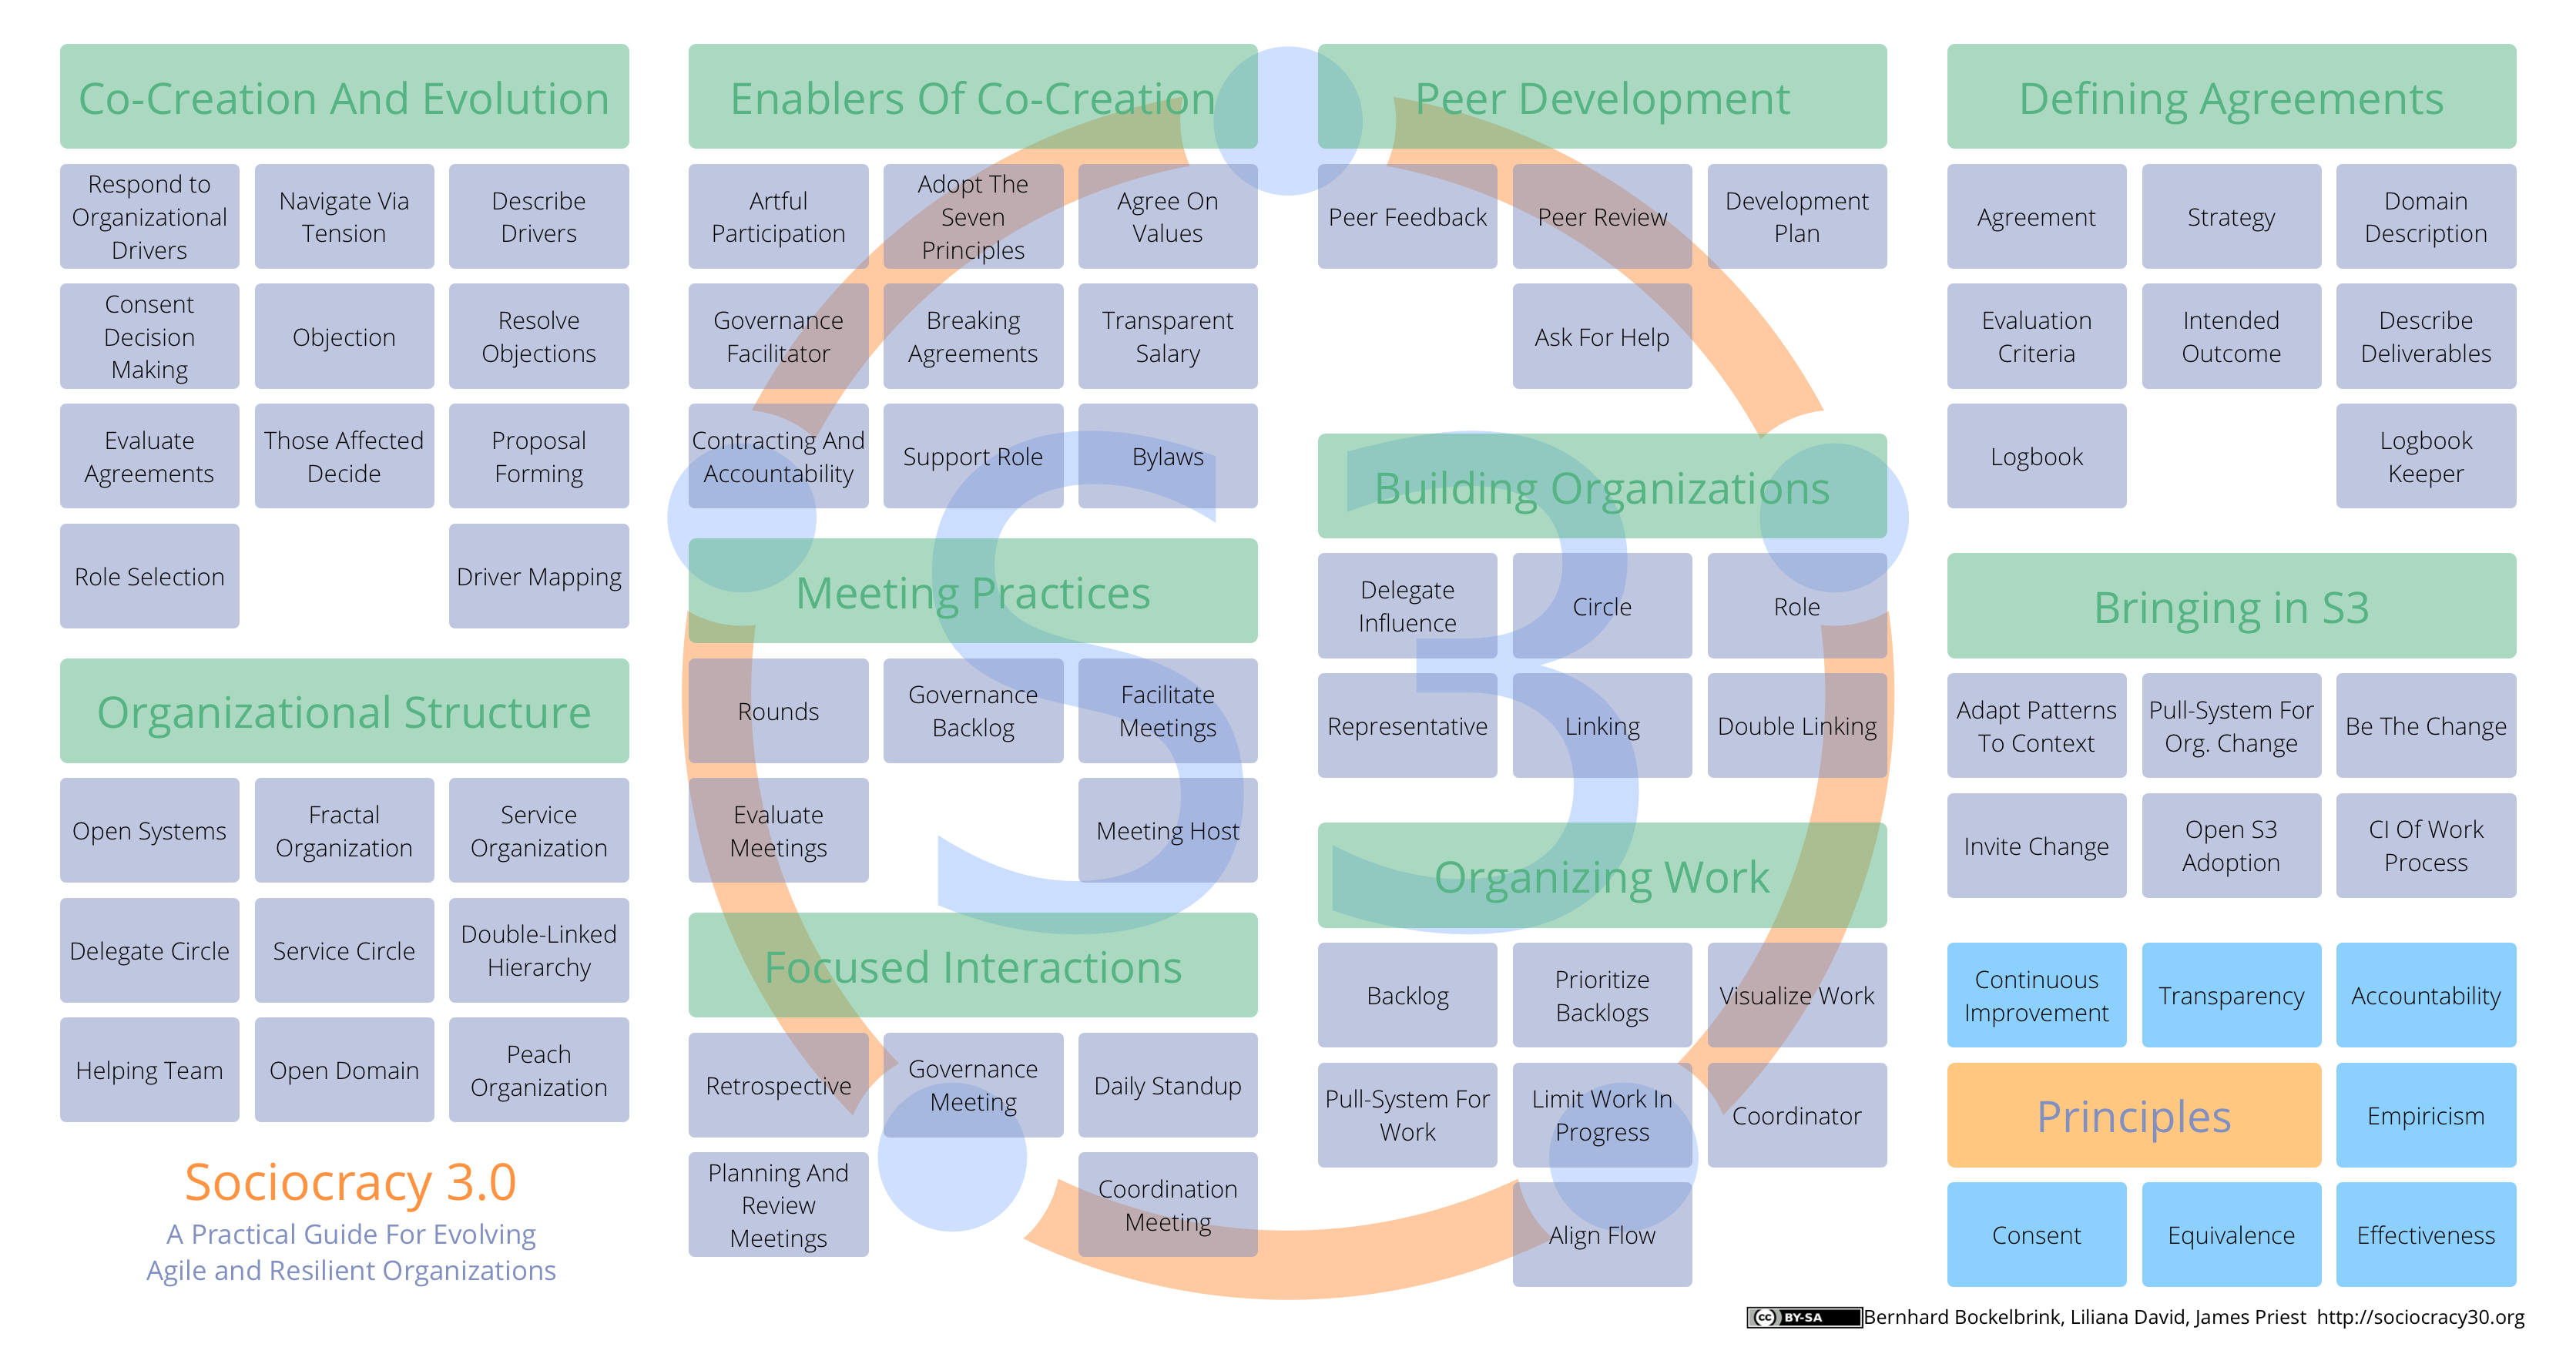 Co-Creation And Evolution
Respond to
Organizational
Drivers
Navigate Via
Tension
Describe
Drivers
Consent
Decision
Making
Objection
Resolve
Objections
Evaluate
Agreements
Those Affected
Decide
Proposal
Forming
Role Selection
Driver Mapping
Organizational Structure
Open Systems
Fractal
Organization
Service
Organization
Delegate Circle
Service Circle
Double-Linked
Hierarchy
Helping Team
Open Domain
Peach
Organization
Sociocracy 3.0
A Practical Guide For Evolving
Agile and Resilient Organizations
Enablers Of Co-Creation
Artful
Participation
Adopt The
Seven
Principles
Agree On
Values
Governance
Facilitator
Breaking
Agreements
Transparent
Salary
Contracting And
Accountability
Support Role
Bylaws
Meeting Practices
Rounds
Governance
Backlog
Facilitate
Meetings
Evaluate
Meetings
Meeting Host
Focused Interactions
Retrospective
Governance
Meeting
Daily Standup
Planning And
Review
Meetings
Coordination
Meeting
Peer Development
Peer Feedback
Peer Review
Development
Plan
Ask For Help
Building Organizations
Delegate
Influence
Circle
Role
Representative
Linking
Double Linking
Organizing Work
Backlog
Prioritize
Backlogs
Visualize Work
Pull-System For
Work
Limit Work In
Progress
Coordinator
Align Flow
Defining Agreements
Agreement
Strategy
Domain
Description
Evaluation
Criteria
Intended
Outcome
Describe
Deliverables
Logbook
Logbook
Keeper
Bringing in S3
Adapt Patterns
To Context
Pull-System For
Org. Change
Be The Change
Invite Change
Open S3
Adoption
CI Of Work
Process
Continuous
Improvement
Transparency
Accountability
Principles
Empiricism
Consent
Equivalence
Effectiveness
S3
cc BY-SA Bernhard Bockelbrink, Liliana David, James Priest http://sociocracy30.org